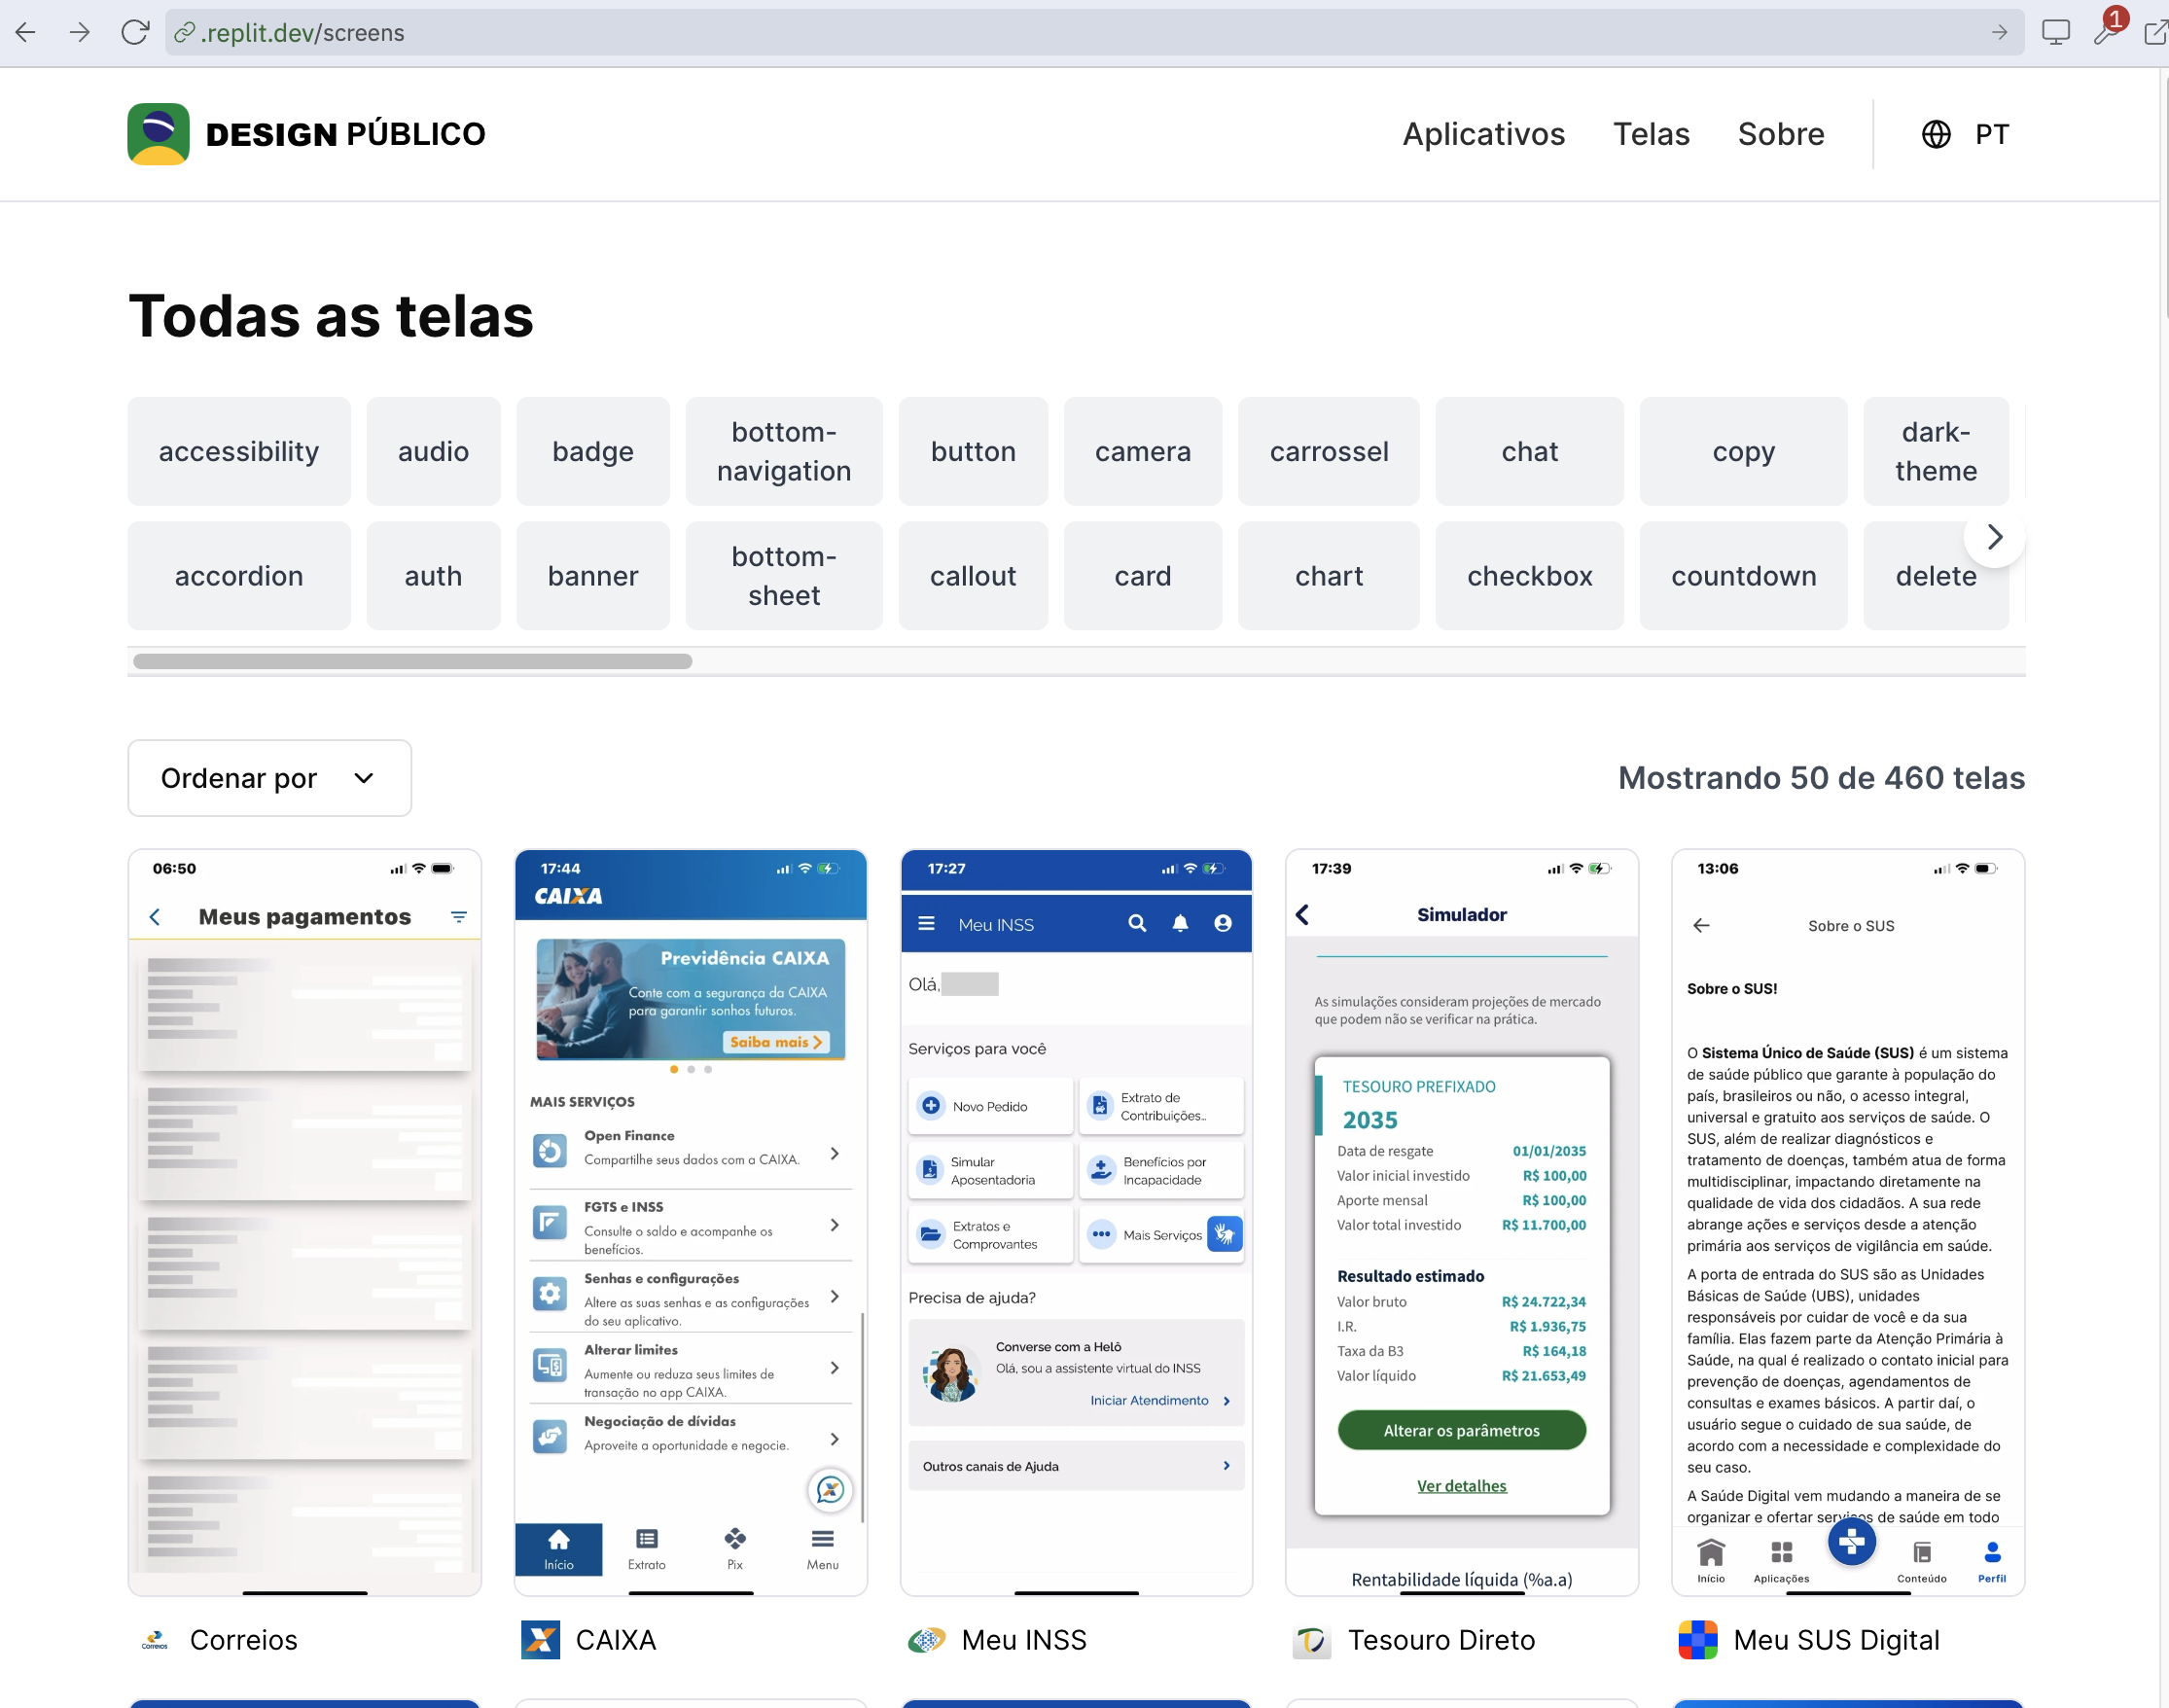 .replit.dev/screens
1
DESIGN PÚBLICO
Aplicativos
Telas
Sobre
PT
Todas as telas
accessibility
audio
badge
bottom-
navigation
button
camera
carrossel
chat
copy
dark-
theme
accordion
auth
banner
bottom-
sheet
callout
card
chart
checkbox
countdown
delete
Ordenar por
Mostrando 50 de 460 telas
06:50
Meus pagamentos
Correios
17:44
CAIXA
Previdência CAIXA
Conte com a segurança da CAIXA
para garantir sonhos futuros.
Saiba mais
MAIS SERVIÇOS
Open Finance
Compartilhe seus dados com a CAIXA.
FGTS e INSS
Consulte o saldo e acompanhe os
benefícios.
Senhas e configurações
Altere as suas senhas e as configurações
do seu aplicativo.
Alterar limites
Aumente ou reduza seus limites de
transação no app CAIXA.
Negociação de dívidas
Aproveite a oportunidade e negocie.
Início
Extrato
Pix
Menu
CAIXA
17:27
Meu INSS
Olá,
Serviços para você
Novo Pedido
Extrato de
Contribuições...
Simular
Aposentadoria
Benefícios por
Incapacidade
Extratos e
Comprovantes
Mais Serviços
Precisa de ajuda?
Converse com a Helô
Olá, sou a assistente virtual do INSS
Iniciar Atendimento
Outros canais de Ajuda
Meu INSS
17:39
Simulador
As simulações consideram projeções de mercado
que podem não se verificar na prática.
TESOURO PREFIXADO
2035
Data de resgate 01/01/2035
Valor inicial investido R$ 100,00
Aporte mensal R$ 100,00
Valor total investido R$ 11.700,00
Resultado estimado
Valor bruto R$ 24.722,34
I.R. R$ 1.936,75
Taxa da B3 R$ 164,18
Valor líquido R$ 21.653,49
Alterar os parâmetros
Ver detalhes
Rentabilidade líquida (%a.a)
Tesouro Direto
13:06
Sobre o SUS
Sobre o SUS!
O Sistema Único de Saúde (SUS) é um sistema
de saúde público que garante à população do
país, brasileiros ou não, o acesso integral,
universal e gratuito aos serviços de saúde. O
SUS, além de realizar diagnósticos e
tratamento de doenças, também atua de forma
multidisciplinar, impactando diretamente na
qualidade de vida dos cidadãos. A sua rede
abrange ações e serviços desde a atenção
primária aos serviços de vigilância em saúde.
A porta de entrada do SUS são as Unidades
Básicas de Saúde (UBS), unidades
responsáveis por cuidar de você e da sua
família. Elas fazem parte da Atenção Primária à
Saúde, na qual é realizado o contato inicial para
prevenção de doenças, agendamentos de
consultas e exames básicos. A partir daí, o
usuário segue o cuidado de sua saúde, de
acordo com a necessidade e complexidade do
seu caso.
A Saúde Digital vem mudando a maneira de se
organizar e ofertar serviços de saúde em todo
Início
Aplicações
Conteúdo
Perfil
Meu SUS Digital